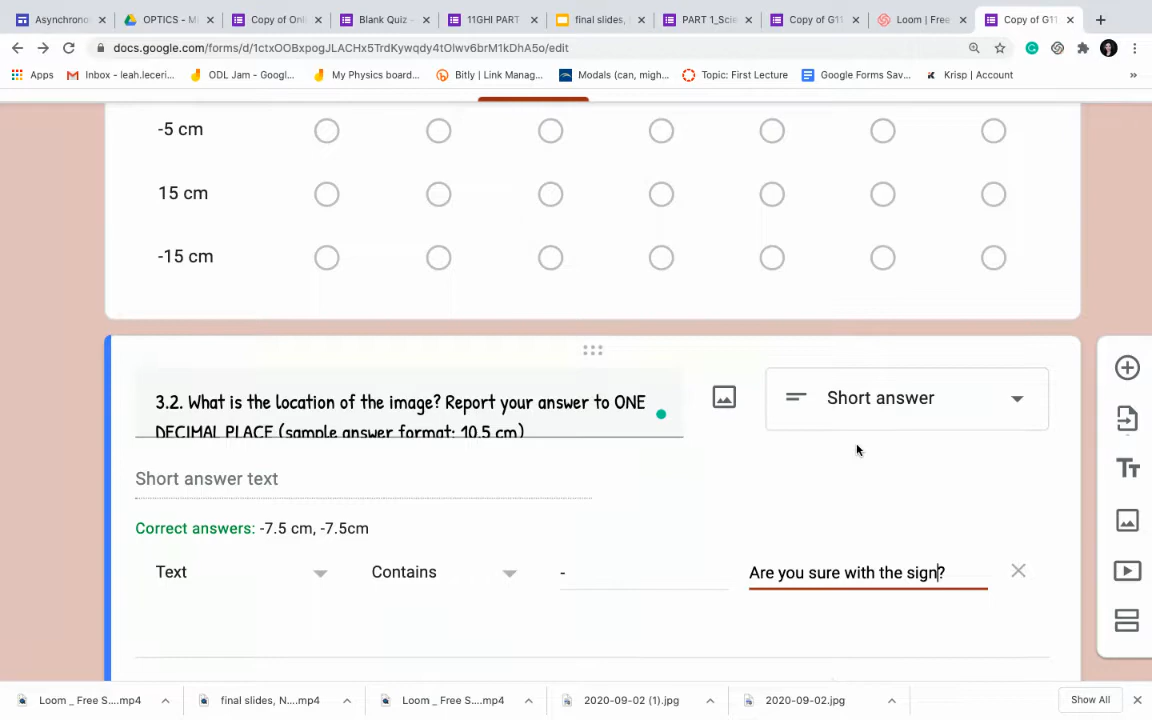 Asynchronou
OPTICS - M
Copy of Onl
Blank Quiz -
11GHI PART
final slides,
PART 1_Scie
Copy of G11
Loom | Free
Copy of G11
docs.google.com/forms/d/1ctxOOBxpogJLACHx5TrdKywqdy4tOlwv6brM1kDhA5o/edit
Apps
Inbox - leah.leceri...
ODL Jam - Googl...
My Physics board...
Bitly | Link Manag...
Modals (can, migh...
Topic: First Lecture
Google Forms Sav...
Krisp | Account
»
-5 cm
15 cm
-15 cm
3.2. What is the location of the image? Report your answer to ONE
DECIMAL PLACE (sample answer format: 10.5 cm)
Short answer
Short answer text
Correct answers: -7.5 cm, -7.5cm
Text
Contains
-
Are you sure with the sign?
Loom _ Free S....mp4
final slides, N....mp4
Loom _ Free S....mp4
2020-09-02 (1).jpg
2020-09-02.jpg
Show All